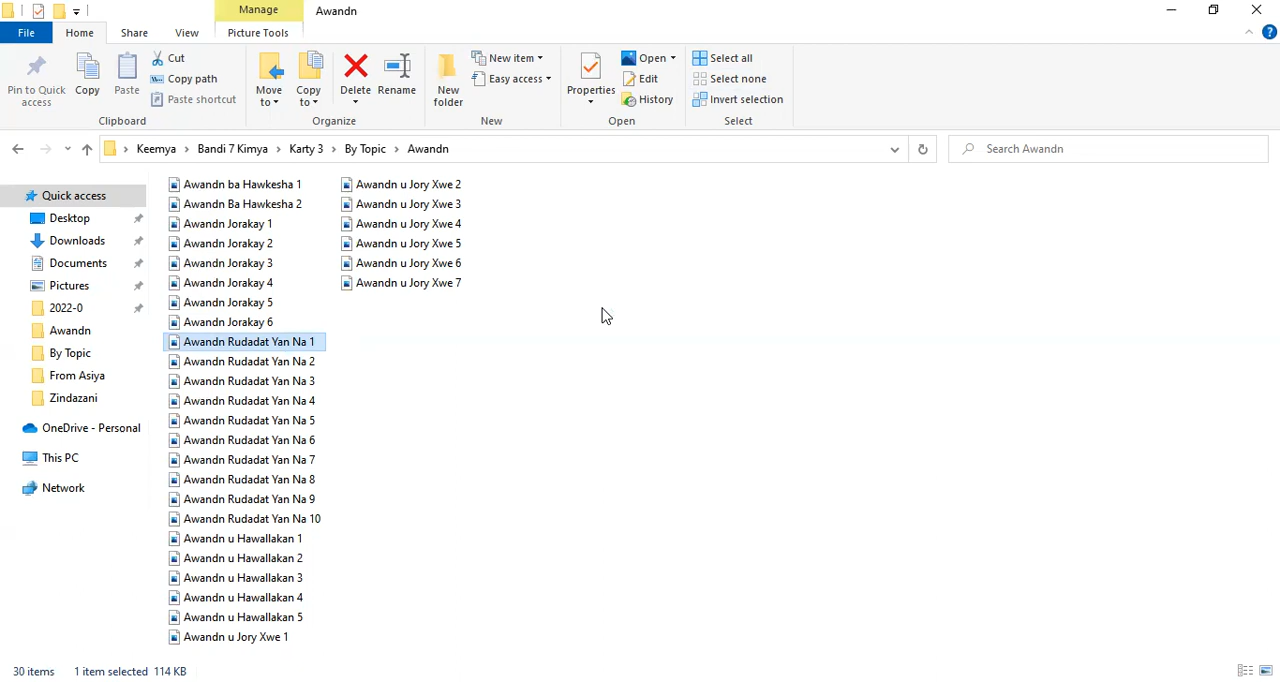 Manage
Awandn
File
Home
Share
View
Picture Tools
Pin to Quick access
Copy
Paste
Cut
Copy path
Paste shortcut
Clipboard
Move to
Copy to
Delete
Rename
Organize
New folder
New item
Easy access
New
Properties
Open
Edit
History
Open
Select all
Select none
Invert selection
Select
Keemya > Bandi 7 Kimya > Karty 3 > By Topic > Awandn
Search Awandn
Quick access
Desktop
Downloads
Documents
Pictures
2022-0
Awandn
By Topic
From Asiya
Zindazani
OneDrive - Personal
This PC
Network
Awandn ba Hawkesha 1
Awandn Ba Hawkesha 2
Awandn Jorakay 1
Awandn Jorakay 2
Awandn Jorakay 3
Awandn Jorakay 4
Awandn Jorakay 5
Awandn Jorakay 6
Awandn Rudadat Yan Na 1
Awandn Rudadat Yan Na 2
Awandn Rudadat Yan Na 3
Awandn Rudadat Yan Na 4
Awandn Rudadat Yan Na 5
Awandn Rudadat Yan Na 6
Awandn Rudadat Yan Na 7
Awandn Rudadat Yan Na 8
Awandn Rudadat Yan Na 9
Awandn Rudadat Yan Na 10
Awandn u Hawallakan 1
Awandn u Hawallakan 2
Awandn u Hawallakan 3
Awandn u Hawallakan 4
Awandn u Hawallakan 5
Awandn u Jory Xwe 1
Awandn u Jory Xwe 2
Awandn u Jory Xwe 3
Awandn u Jory Xwe 4
Awandn u Jory Xwe 5
Awandn u Jory Xwe 6
Awandn u Jory Xwe 7
30 items
1 item selected 114 KB